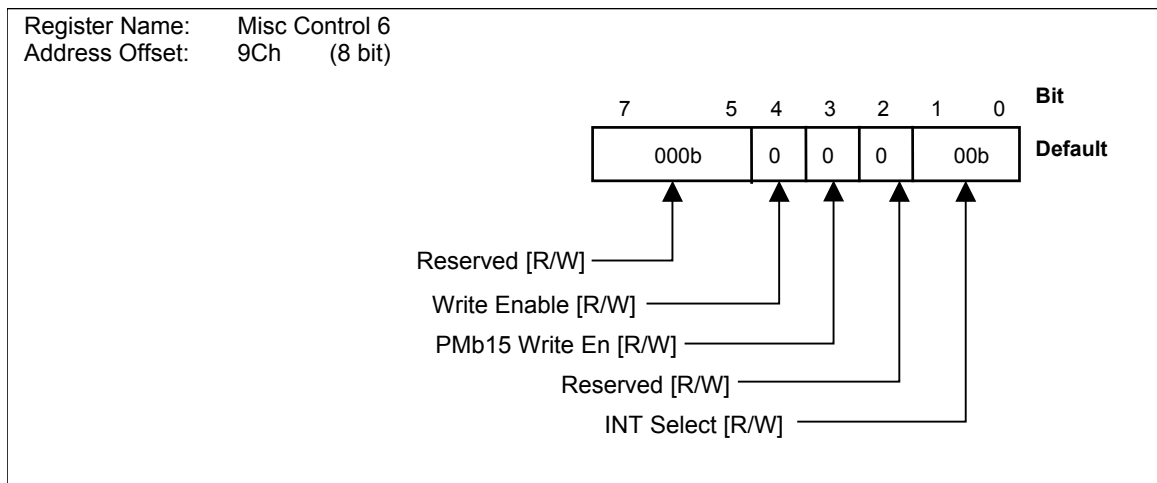 Register Name: Misc Control 6
Address Offset: 9Ch (8 bit)
7 5 4 3 2 1 0 Bit
000b 0 0 0 00b Default
Reserved [R/W]
Write Enable [R/W]
PMb15 Write En [R/W]
Reserved [R/W]
INT Select [R/W]